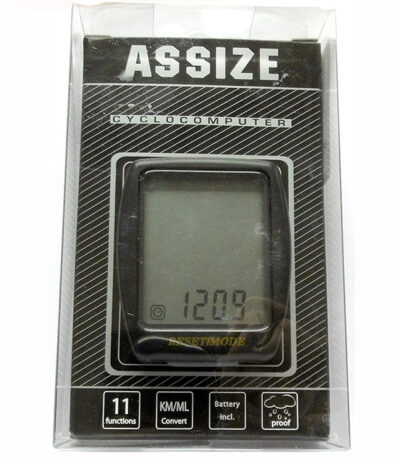 ASSIZE
CYCLOCOMPUTER
1209
RESET/MODE
11
functions
KM/ML
Convert
Battery
incl.
proof